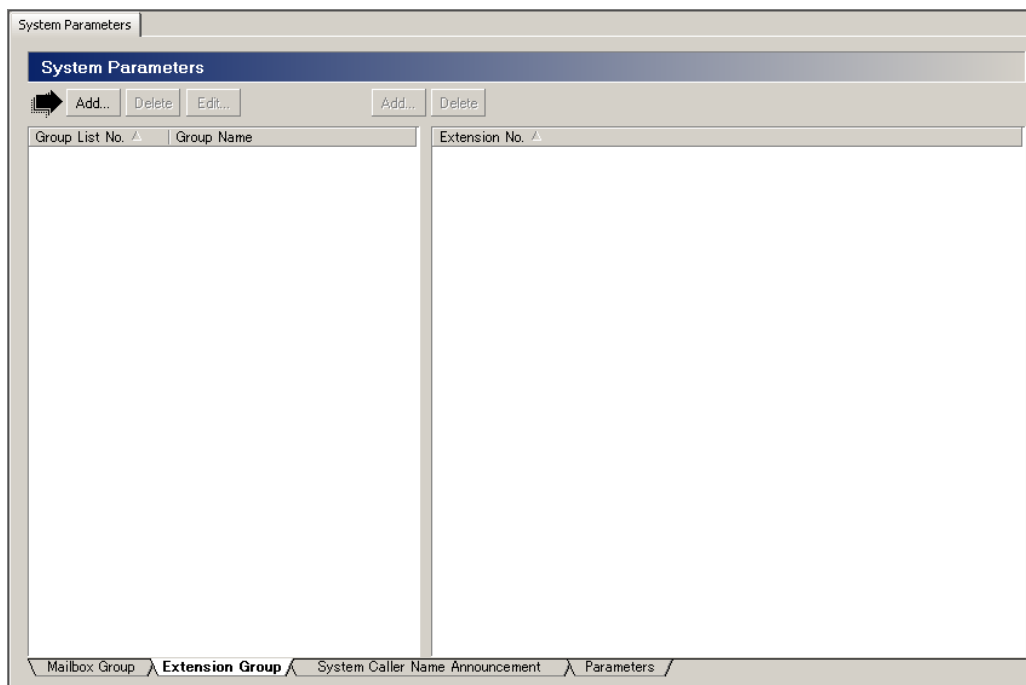 System Parameters
System Parameters
Add... Delete Edit... Add... Delete
Group List No. Group Name Extension No.
Mailbox Group Extension Group System Caller Name Announcement Parameters